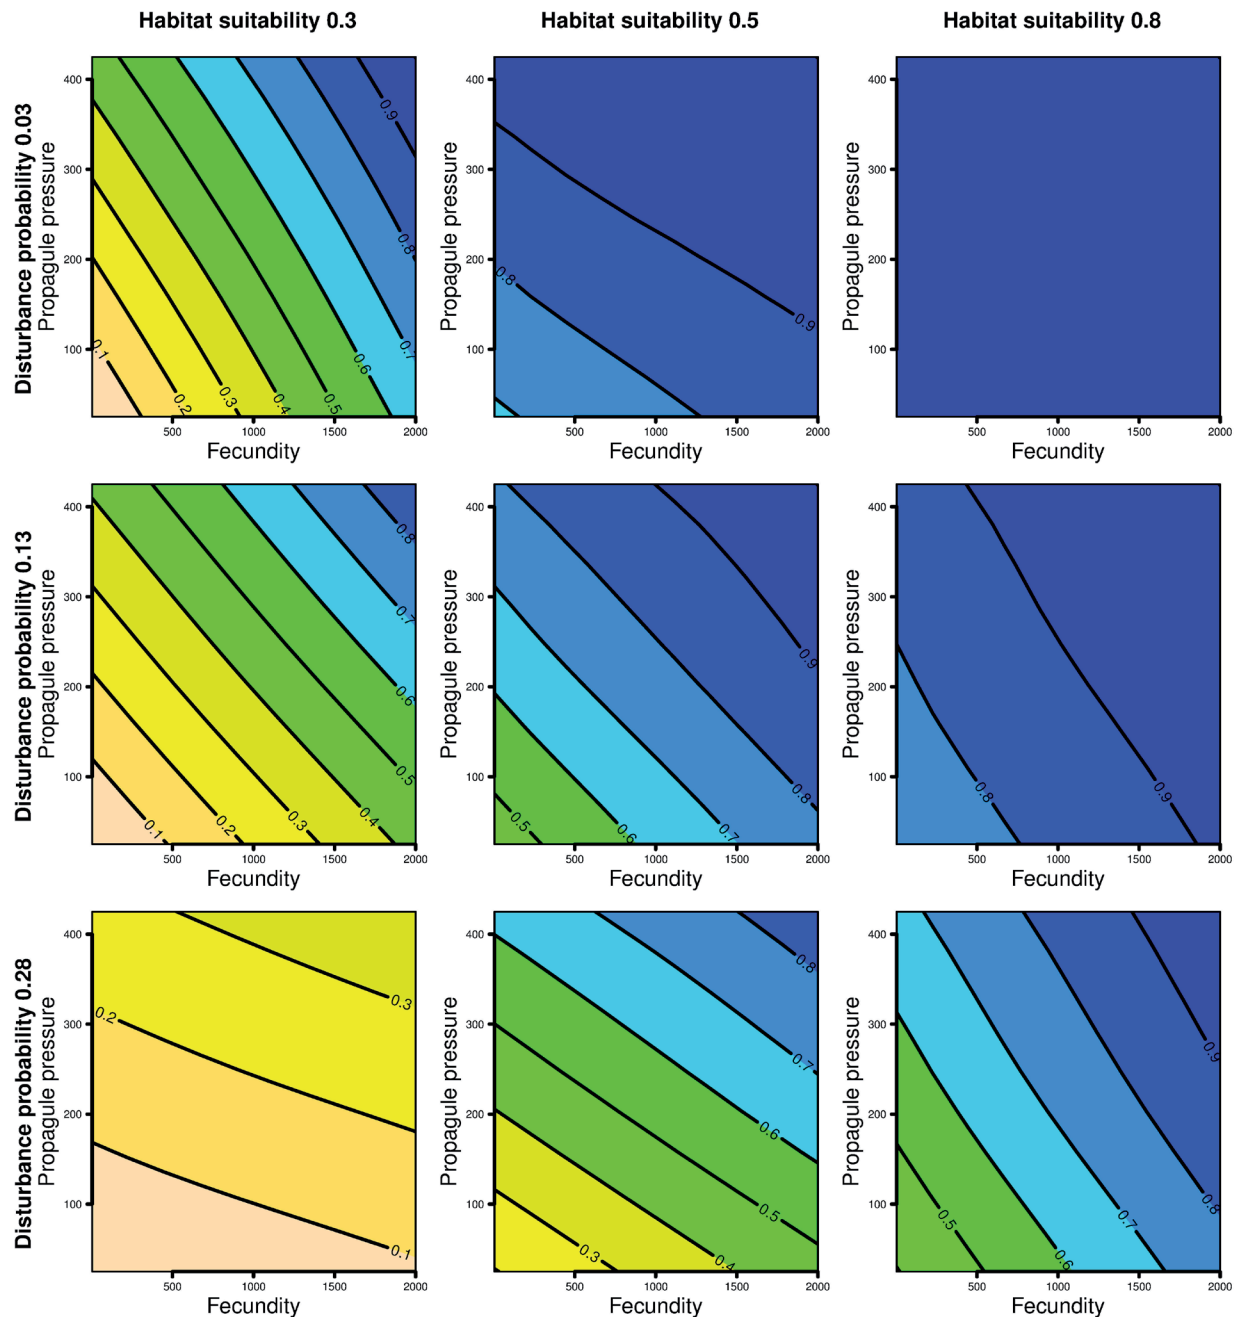 Habitat suitability 0.3
Habitat suitability 0.5
Habitat suitability 0.8
Disturbance probability 0.03
Propagule pressure
400
300
200
100
0.1
0.2
0.3
0.4
0.5
0.6
0.7
0.8
0.9
500 1000 1500 2000
Fecundity
Propagule pressure
400
300
200
100
0.8
0.9
500 1000 1500 2000
Fecundity
Propagule pressure
400
300
200
100
500 1000 1500 2000
Fecundity
Disturbance probability 0.13
Propagule pressure
400
300
200
100
0.1
0.2
0.3
0.4
0.5
0.6
0.7
0.8
500 1000 1500 2000
Fecundity
Propagule pressure
400
300
200
100
0.5
0.6
0.7
0.8
0.9
500 1000 1500 2000
Fecundity
Propagule pressure
400
300
200
100
0.8
0.9
500 1000 1500 2000
Fecundity
Disturbance probability 0.28
Propagule pressure
400
300
200
100
0.1
0.2
0.3
500 1000 1500 2000
Fecundity
Propagule pressure
400
300
200
100
0.3
0.4
0.5
0.6
0.7
0.8
500 1000 1500 2000
Fecundity
Propagule pressure
400
300
200
100
0.5
0.6
0.7
0.8
0.9
500 1000 1500 2000
Fecundity